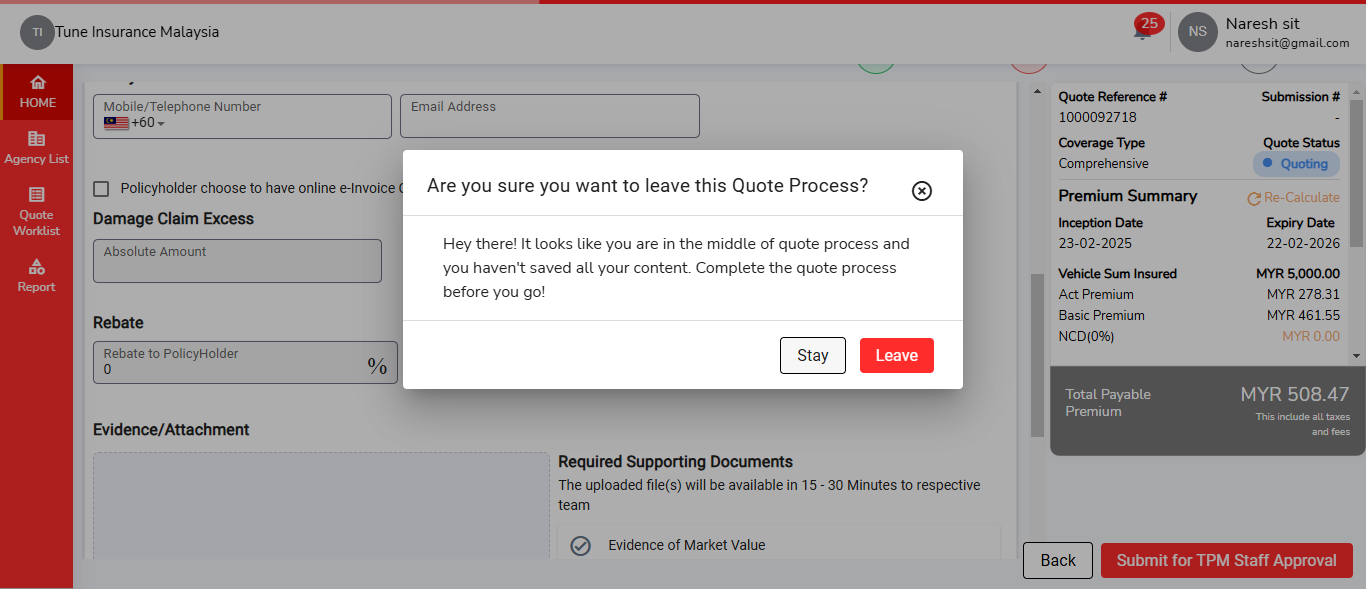 TI
Tune Insurance Malaysia
25
NS
Naresh sit
nareshsit@gmail.com
HOME
Agency List
Quote
Worklist
Report
Mobile/Telephone Number
+60
Email Address
Policyholder choose to have online e-Invoice
Damage Claim Excess
Absolute Amount
Rebate
Rebate to PolicyHolder
0
%
Evidence/Attachment
Required Supporting Documents
The uploaded file(s) will be available in 15 - 30 Minutes to respective
team
Evidence of Market Value
Are you sure you want to leave this Quote Process?
Hey there! It looks like you are in the middle of quote process and
you haven't saved all your content. Complete the quote process
before you go!
Stay
Leave
Quote Reference # Submission #
1000092718 -
Coverage Type Quote Status
Comprehensive Quoting
Premium Summary Re-Calculate
Inception Date Expiry Date
23-02-2025 22-02-2026
Vehicle Sum Insured MYR 5,000.00
Act Premium MYR 278.31
Basic Premium MYR 461.55
NCD(0%) MYR 0.00
Total Payable
Premium
MYR 508.47
This include all taxes
and fees
Back
Submit for TPM Staff Approval